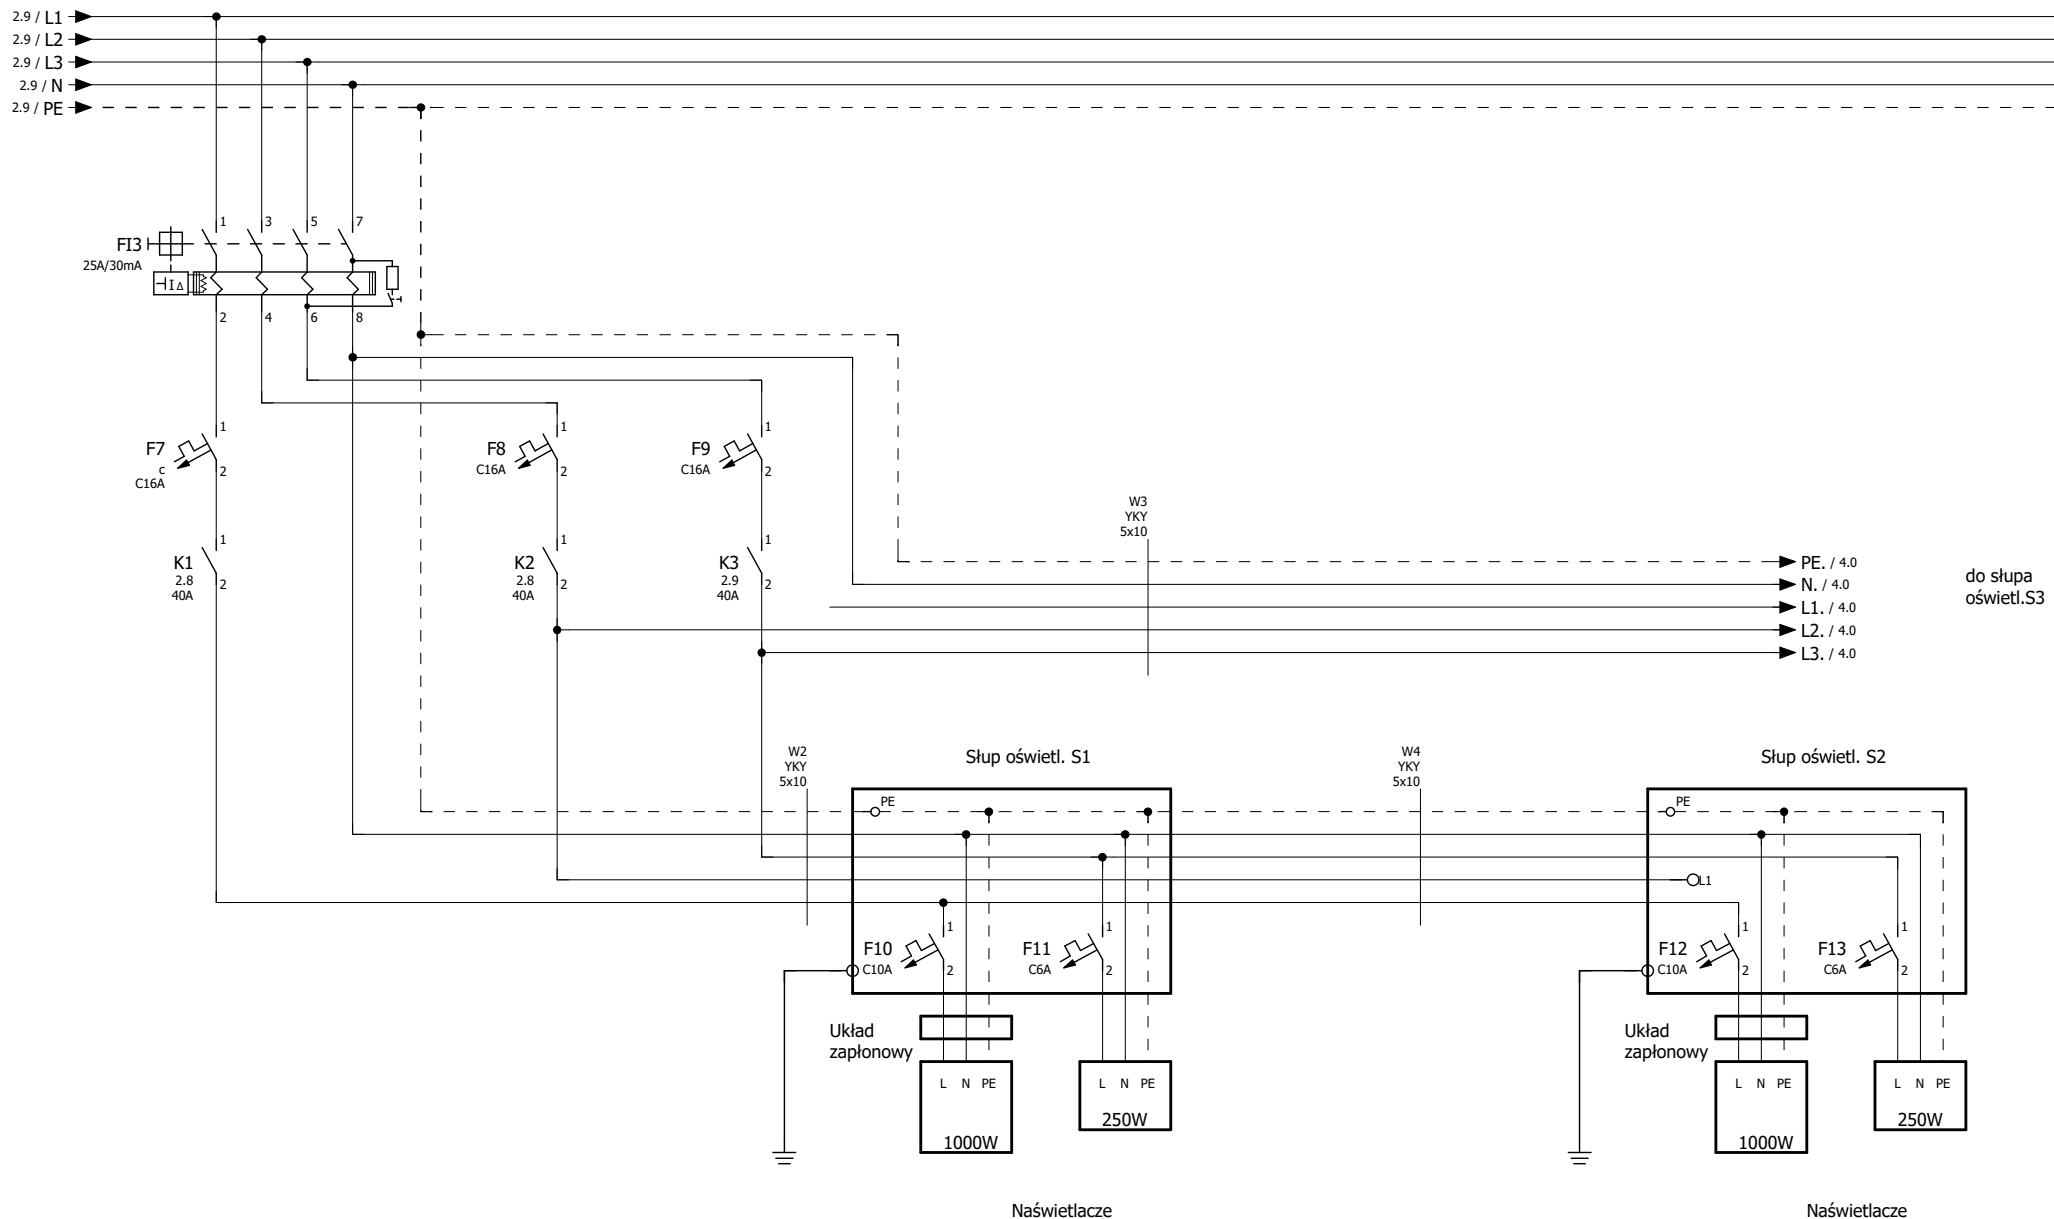 2.9 / L1
2.9 / L2
2.9 / L3
2.9 / N
2.9 / PE
1 3 5 7
FI3
25A/30mA
I Δ
2 4 6 8
1 1 1
F7 F8 F9
c C16A C16A
C16A
2 2 2
W3
YKY
5x10
1 1 1
K1 K2 K3
2.8 2.8 2.9
40A 40A 40A
2 2 2
PE. / 4.0
N. / 4.0
L1. / 4.0
L2. / 4.0
L3. / 4.0
do słupa
oświetl.S3
W2
YKY
5x10
Słup oświetl. S1
W4
YKY
5x10
Słup oświetl. S2
PE PE
L1
1 1 1 1
F10 F11 F12 F13
C10A C6A C10A C6A
2 2 2 2
Układ
zapłonowy
Układ
zapłonowy
L N PE L N PE L N PE L N PE
250W 250W
1000W 1000W
Naświetlacze Naświetlacze